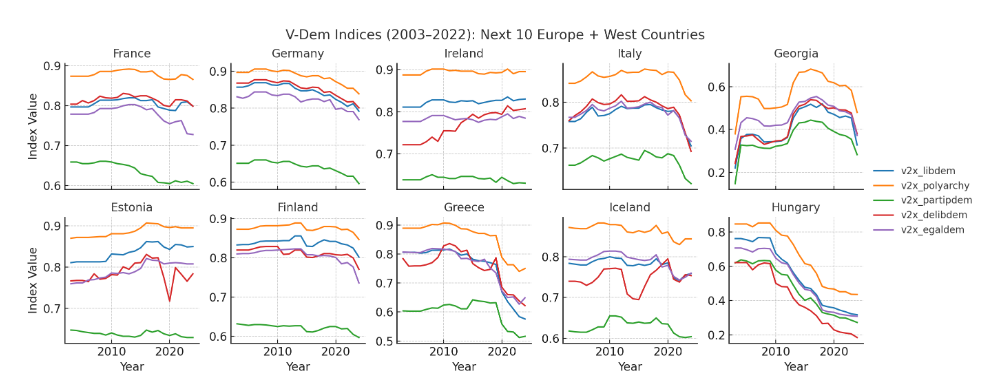 V-Dem Indices (2003–2022): Next 10 Europe + West Countries
France
Germany
Ireland
Italy
Georgia
Index Value
0.9
0.8
0.7
0.6
0.9
0.8
0.7
0.6
0.9
0.8
0.7
0.8
0.7
0.6
0.4
0.2
v2x_libdem
v2x_polyarchy
v2x_partipdem
v2x_delibdem
v2x_egaldem
Estonia
Finland
Greece
Iceland
Hungary
Index Value
0.9
0.8
0.7
0.9
0.8
0.7
0.6
0.9
0.8
0.7
0.6
0.5
0.8
0.7
0.6
0.8
0.6
0.4
0.2
2010 2020
2010 2020
2010 2020
2010 2020
2010 2020
Year
Year
Year
Year
Year